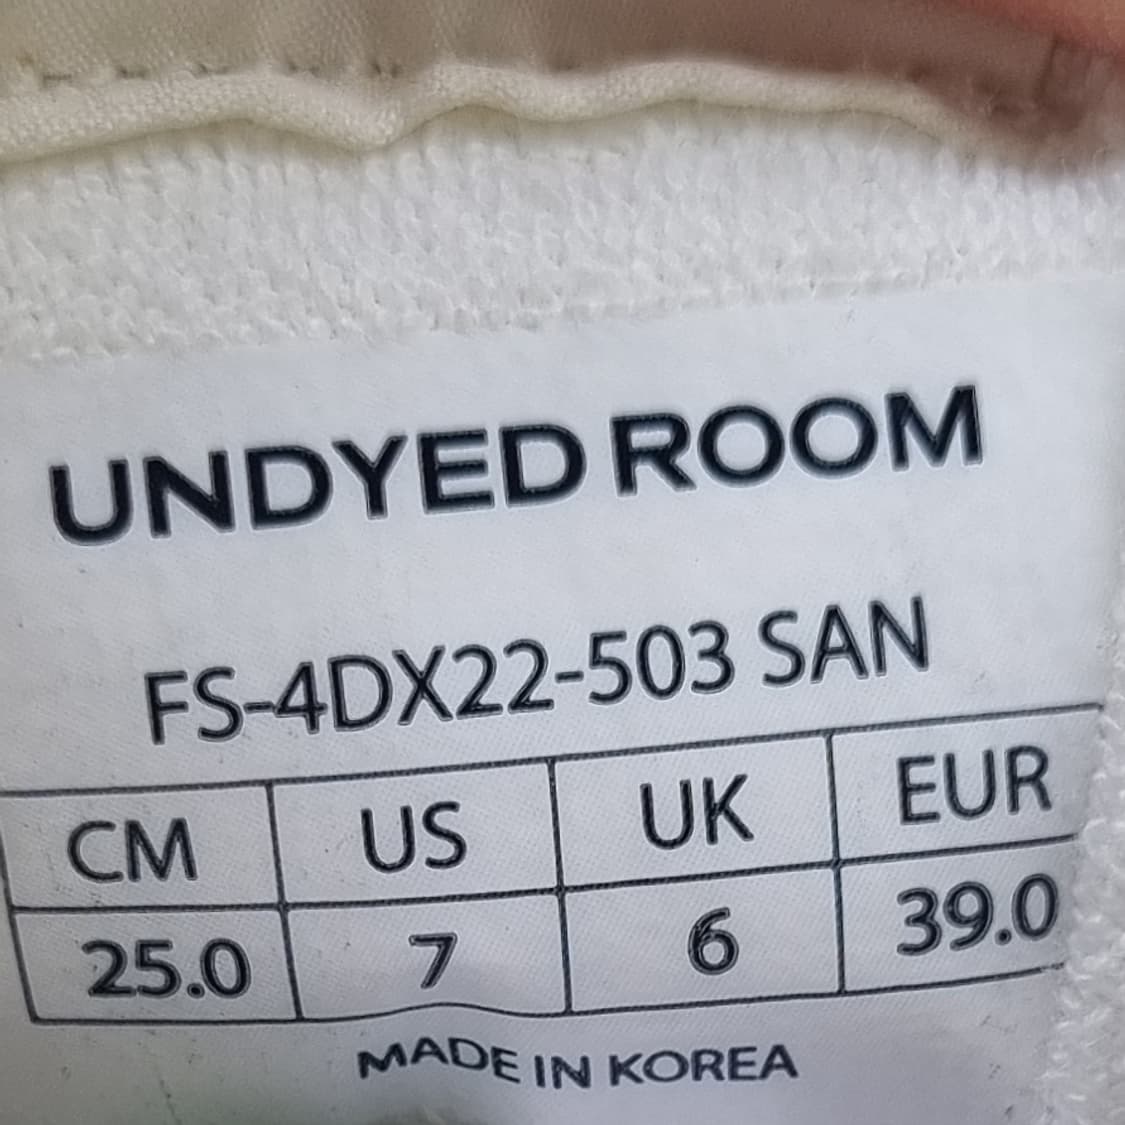 UNDYED ROOM
FS-4DX22-503 SAN
CM US UK EUR
25.0 7 6 39.0
MADE IN KOREA